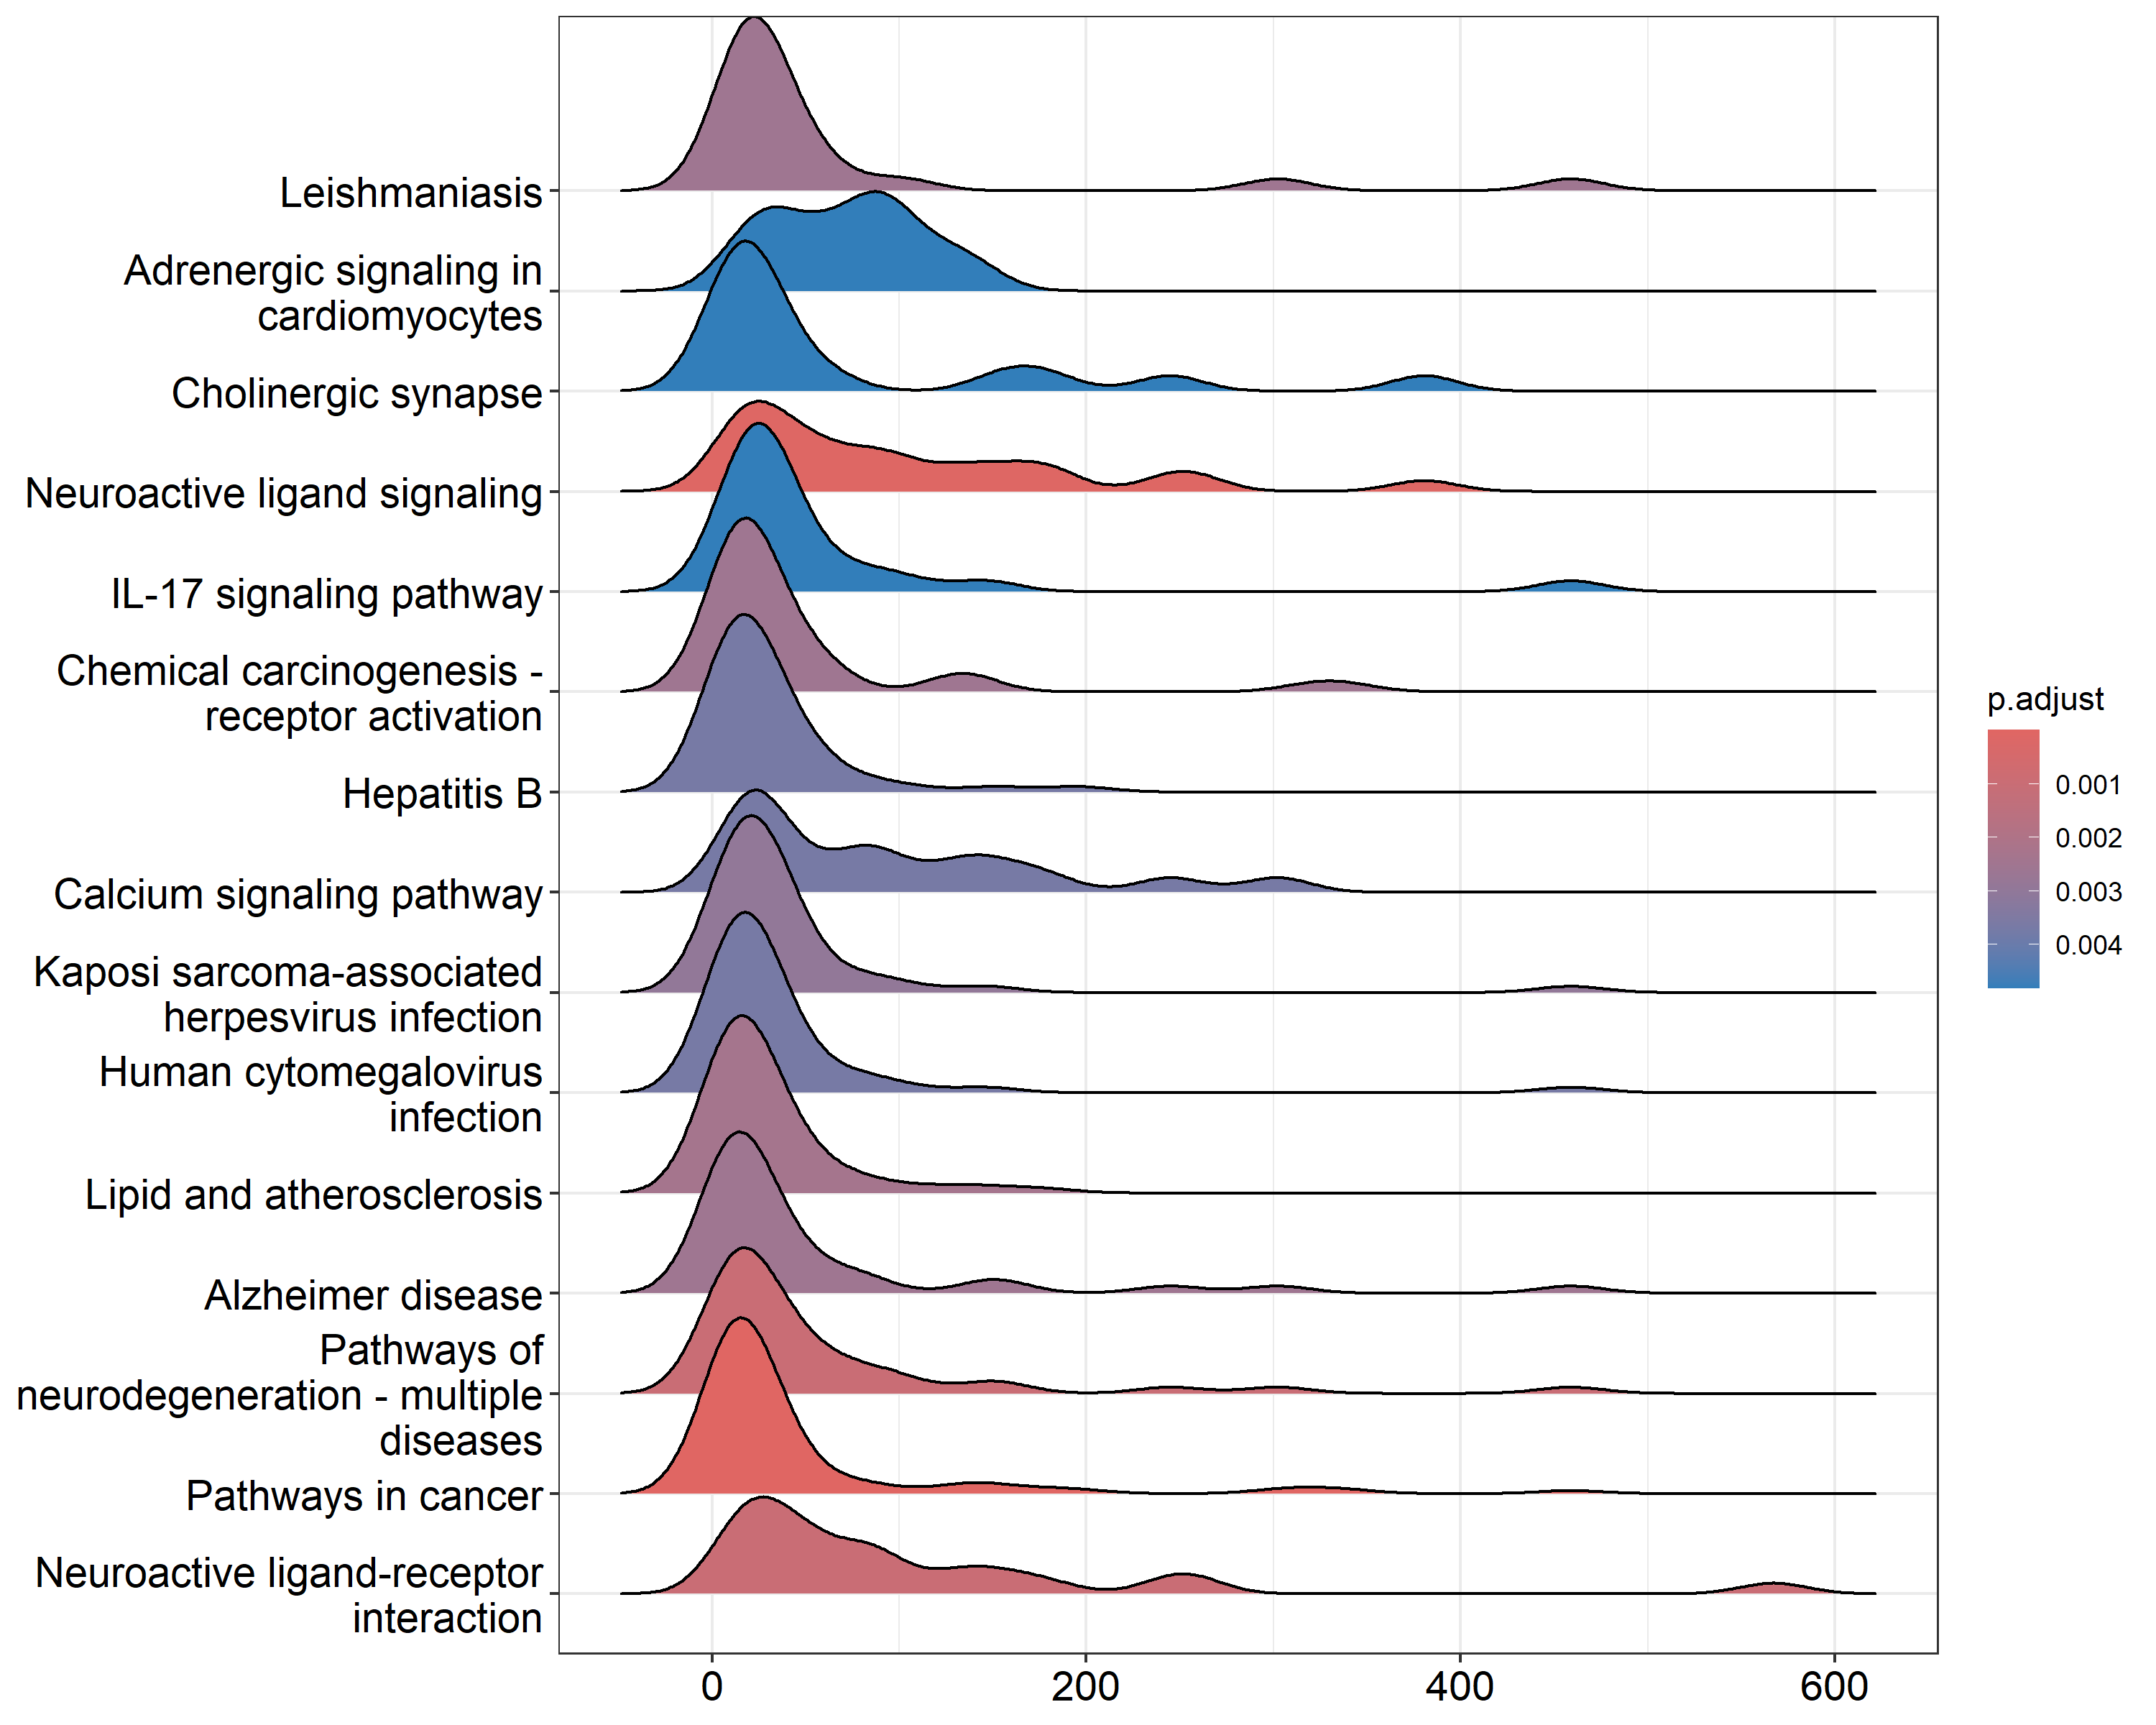 Leishmaniasis
Adrenergic signaling in
cardiomyocytes
Cholinergic synapse
Neuroactive ligand signaling
IL-17 signaling pathway
Chemical carcinogenesis -
receptor activation
Hepatitis B
Calcium signaling pathway
Kaposi sarcoma-associated
herpesvirus infection
Human cytomegalovirus
infection
Lipid and atherosclerosis
Alzheimer disease
Pathways of
neurodegeneration - multiple
diseases
Pathways in cancer
Neuroactive ligand-receptor
interaction
0 200 400 600
p.adjust
0.001
0.002
0.003
0.004